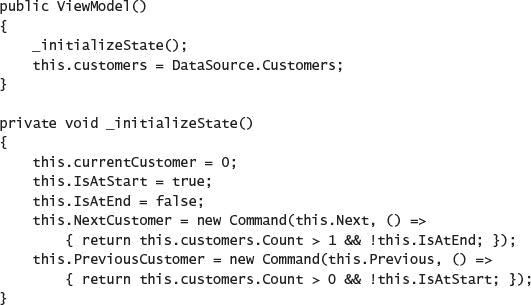 public ViewModel()
{
    _initializeState();
    this.customers = DataSource.Customers;
}

private void _initializeState()
{
    this.currentCustomer = 0;
    this.IsAtStart = true;
    this.IsAtEnd = false;
    this.NextCustomer = new Command(this.Next, () =>
        { return this.customers.Count > 1 && !this.IsAtEnd; });
    this.PreviousCustomer = new Command(this.Previous, () =>
        { return this.customers.Count > 0 && !this.IsAtStart; });
}